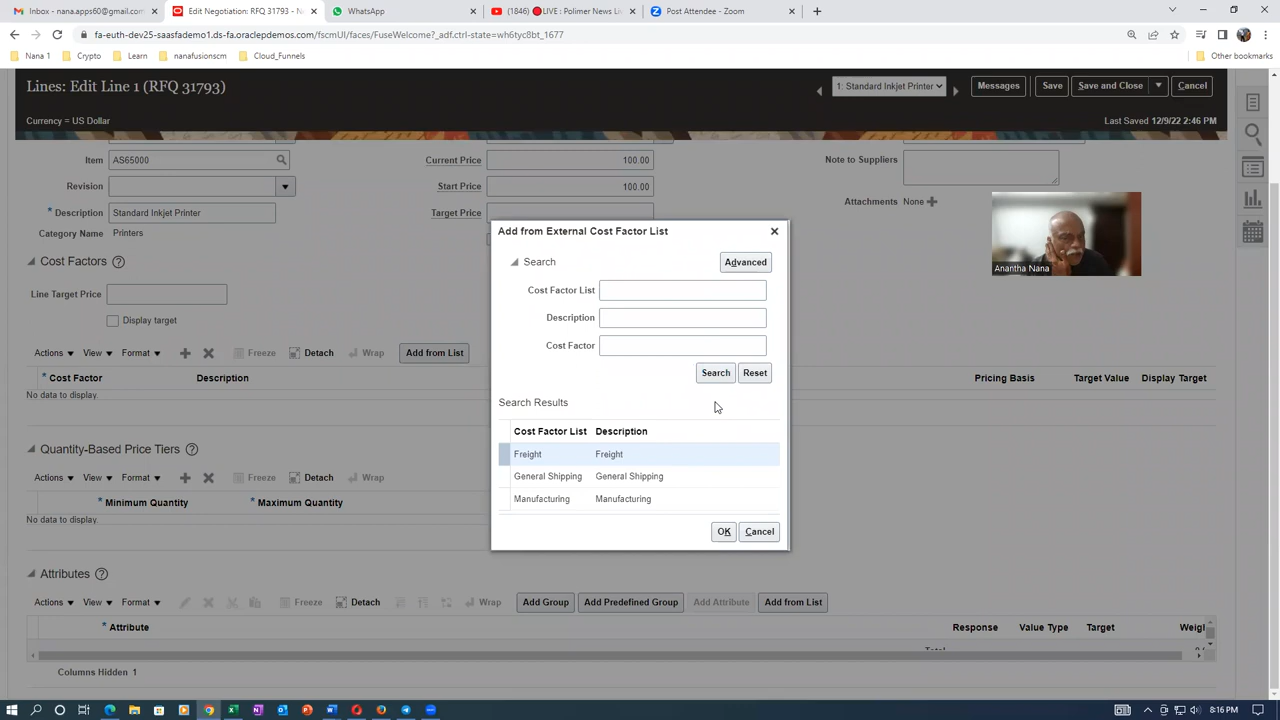 Inbox - nana.apps60@gmail.com
Edit Negotiation: RFQ 31793 - N
WhatsApp
(1846) 🔴LIVE : Polimer News Li
Post Attendee - Zoom
fa-euth-dev25-saasfademo1.ds-fa.oraclepdemos.com/fscmUI/faces/FuseWelcome?_adf.ctrl-state=wh6tyc8bt_1677
Nana 1 Crypto Learn nanafusionscm Cloud_Funnels Other bookmarks
Lines: Edit Line 1 (RFQ 31793)
1: Standard Inkjet Printer Messages Save Save and Close Cancel
Currency = US Dollar
Last Saved 12/9/22 2:46 PM
Item AS65000 Current Price 100.00 Note to Suppliers
Revision Start Price 100.00
* Description Standard Inkjet Printer Target Price Attachments None
Category Name Printers
Cost Factors
Line Target Price
Display target
Actions View Format Freeze Detach Wrap Add from List
* Cost Factor Description Pricing Basis Target Value Display Target
No data to display.
Quantity-Based Price Tiers
Actions View Format Freeze Detach Wrap
* Minimum Quantity * Maximum Quantity
No data to display.
Attributes
Actions View Format Freeze Detach Wrap Add Group Add Predefined Group Add Attribute Add from List
* Attribute Response Value Type Target Weigl
Columns Hidden 1
Add from External Cost Factor List
Search Advanced
Cost Factor List
Description
Cost Factor
Search Reset
Search Results
Cost Factor List Description
Freight Freight
General Shipping General Shipping
Manufacturing Manufacturing
OK Cancel
Anantha Nana
8:16 PM